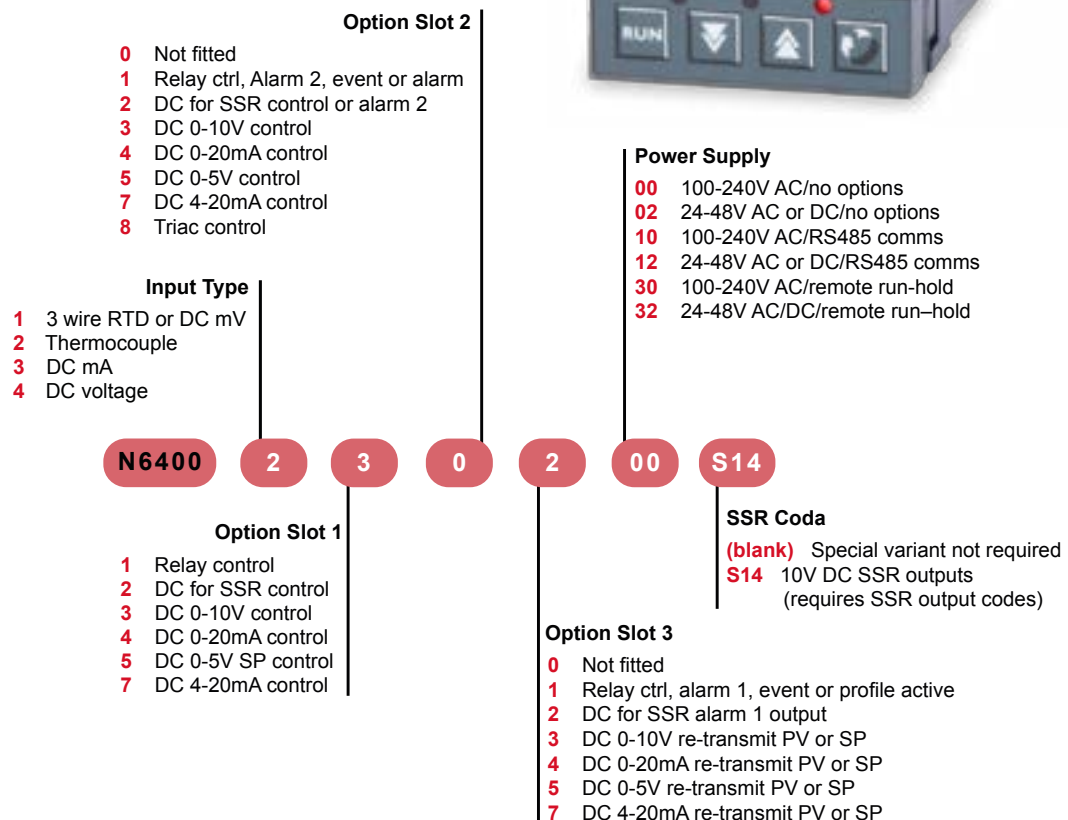 Option Slot 2
0 Not fitted
1 Relay ctrl, Alarm 2, event or alarm
2 DC for SSR control or alarm 2
3 DC 0-10V control
4 DC 0-20mA control
5 DC 0-5V control
7 DC 4-20mA control
8 Triac control
RUN
Power Supply
00 100-240V AC/no options
02 24-48V AC or DC/no options
10 100-240V AC/RS485 comms
12 24-48V AC or DC/RS485 comms
30 100-240V AC/remote run-hold
32 24-48V AC/DC/remote run–hold
Input Type
1 3 wire RTD or DC mV
2 Thermocouple
3 DC mA
4 DC voltage
N6400 2 3 0 2 00 S14
Option Slot 1
1 Relay control
2 DC for SSR control
3 DC 0-10V control
4 DC 0-20mA control
5 DC 0-5V SP control
7 DC 4-20mA control
SSR Coda
(blank) Special variant not required
S14 10V DC SSR outputs
(requires SSR output codes)
Option Slot 3
0 Not fitted
1 Relay ctrl, alarm 1, event or profile active
2 DC for SSR alarm 1 output
3 DC 0-10V re-transmit PV or SP
4 DC 0-20mA re-transmit PV or SP
5 DC 0-5V re-transmit PV or SP
7 DC 4-20mA re-transmit PV or SP